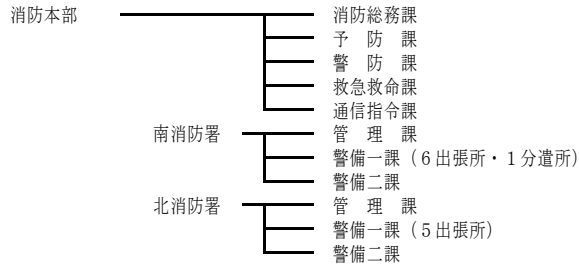 消防本部 消防総務課
予 防 課
警 防 課
救急救命課
通信指令課
南消防署 管 理 課
警備一課（６出張所・１分遣所）
警備二課
北消防署 管 理 課
警備一課（５出張所）
警備二課